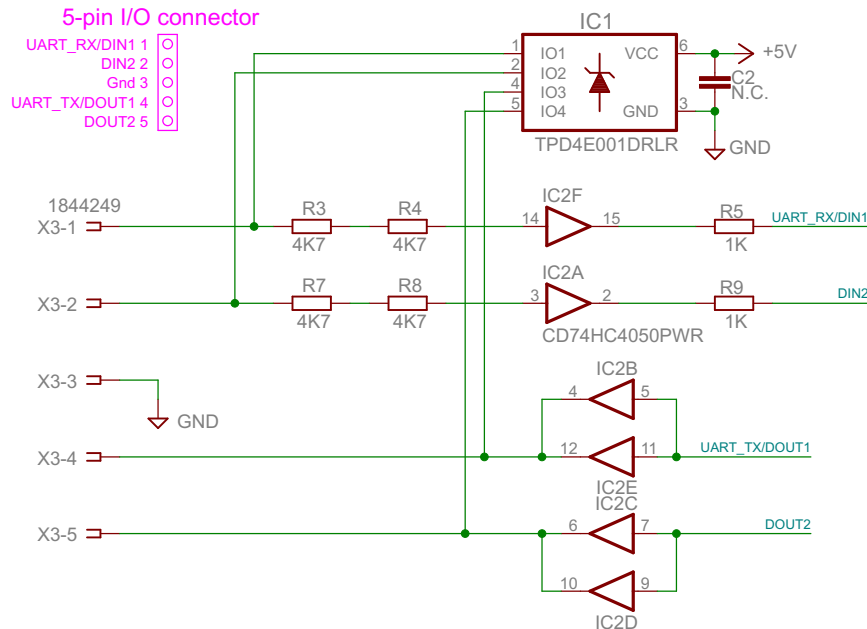 5-pin I/O connector
UART_RX/DIN1 1
DIN2 2
Gnd 3
UART_TX/DOUT1 4
DOUT2 5
IC1
1 IO1 VCC 6 +5V
2 IO2
4 IO3
5 IO4 GND 3
C2
N.C.
TPD4E001DRLR
GND
1844249
X3-1 R3 R4 14 IC2F 15 R5 UART_RX/DIN1
4K7 4K7 1K
X3-2 R7 R8 3 IC2A 2 R9 DIN2
4K7 4K7 1K
CD74HC4050PWR
X3-3
GND
IC2B
4 5
X3-4 12 11 UART_TX/DOUT1
IC2E
IC2C
X3-5 6 7 DOUT2
10 9
IC2D